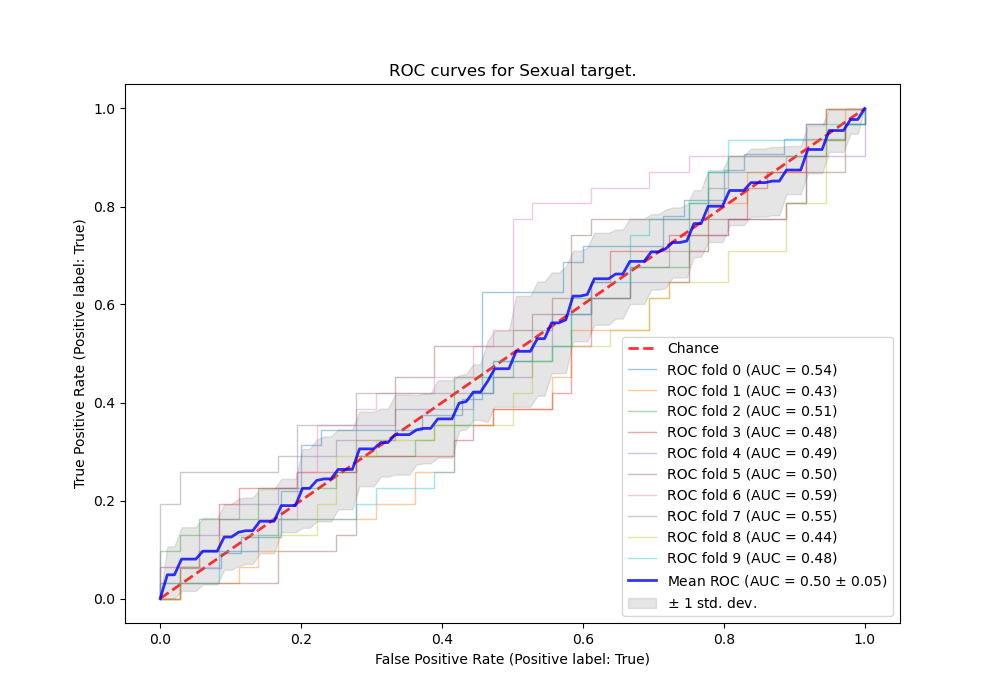 ROC curves for Sexual target.
True Positive Rate (Positive label: True)
1.0
0.8
0.6
0.4
0.2
0.0
0.0 0.2 0.4 0.6 0.8 1.0
False Positive Rate (Positive label: True)
Chance
ROC fold 0 (AUC = 0.54)
ROC fold 1 (AUC = 0.43)
ROC fold 2 (AUC = 0.51)
ROC fold 3 (AUC = 0.48)
ROC fold 4 (AUC = 0.49)
ROC fold 5 (AUC = 0.50)
ROC fold 6 (AUC = 0.59)
ROC fold 7 (AUC = 0.55)
ROC fold 8 (AUC = 0.44)
ROC fold 9 (AUC = 0.48)
Mean ROC (AUC = 0.50 ± 0.05)
± 1 std. dev.